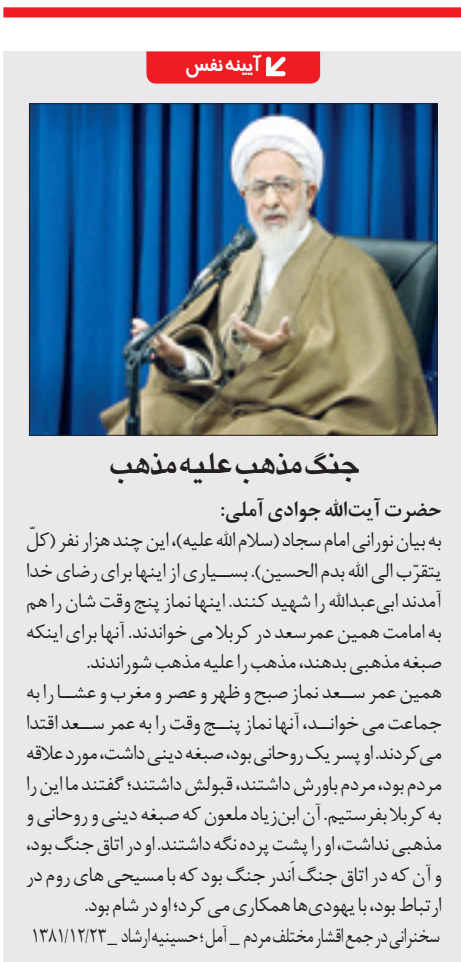 آیینه نفس
جنگ مذهب علیه مذهب
حضرت آیت‌الله جوادی آملی:
به بیان نورانی امام سجاد (سلام الله علیه)، این چند هزار نفر (کلّ
یتقرّب الی الله بدم الحسین). بسیاری از اینها برای رضای خدا
آمدند ابی‌عبدالله را شهید کنند. اینها نماز پنج وقت شان را هم
به امامت همین عمرسعد در کربلا می خواندند. آنها برای اینکه
صبغه مذهبی بدهند، مذهب را علیه مذهب شوراندند.
همین عمر سعد نماز صبح و ظهر و عصر و مغرب و عشا را به
جماعت می خواند، آنها نماز پنج وقت را به عمر سعد اقتدا
می‌کردند. او پسر یک روحانی بود، صبغه دینی داشت، مورد علاقه
مردم بود، مردم باورش داشتند، قبولش داشتند؛ گفتند ما این را
به کربلا بفرستیم. آن ابن‌زیاد ملعون که صبغه دینی و روحانی و
مذهبی نداشت، او را پشت پرده نگه داشتند. او در اتاق جنگ بود،
و آن که در اتاق جنگ اَندر جنگ بود که با مسیحی های روم در
ارتباط بود، با یهودی‌ها همکاری می کرد؛ او در شام بود.
سخنرانی در جمع اقشار مختلف مردم _ آمل؛ حسینیه ارشاد _ ۱۳۸۱/۱۲/۲۳